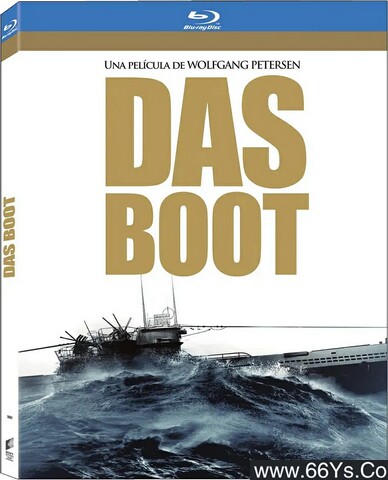 Blu-ray Disc
UNA PELÍCULA DE WOLFGANG PETERSEN
DAS
BOOT
DAS BOOT
www.66Ys.Co